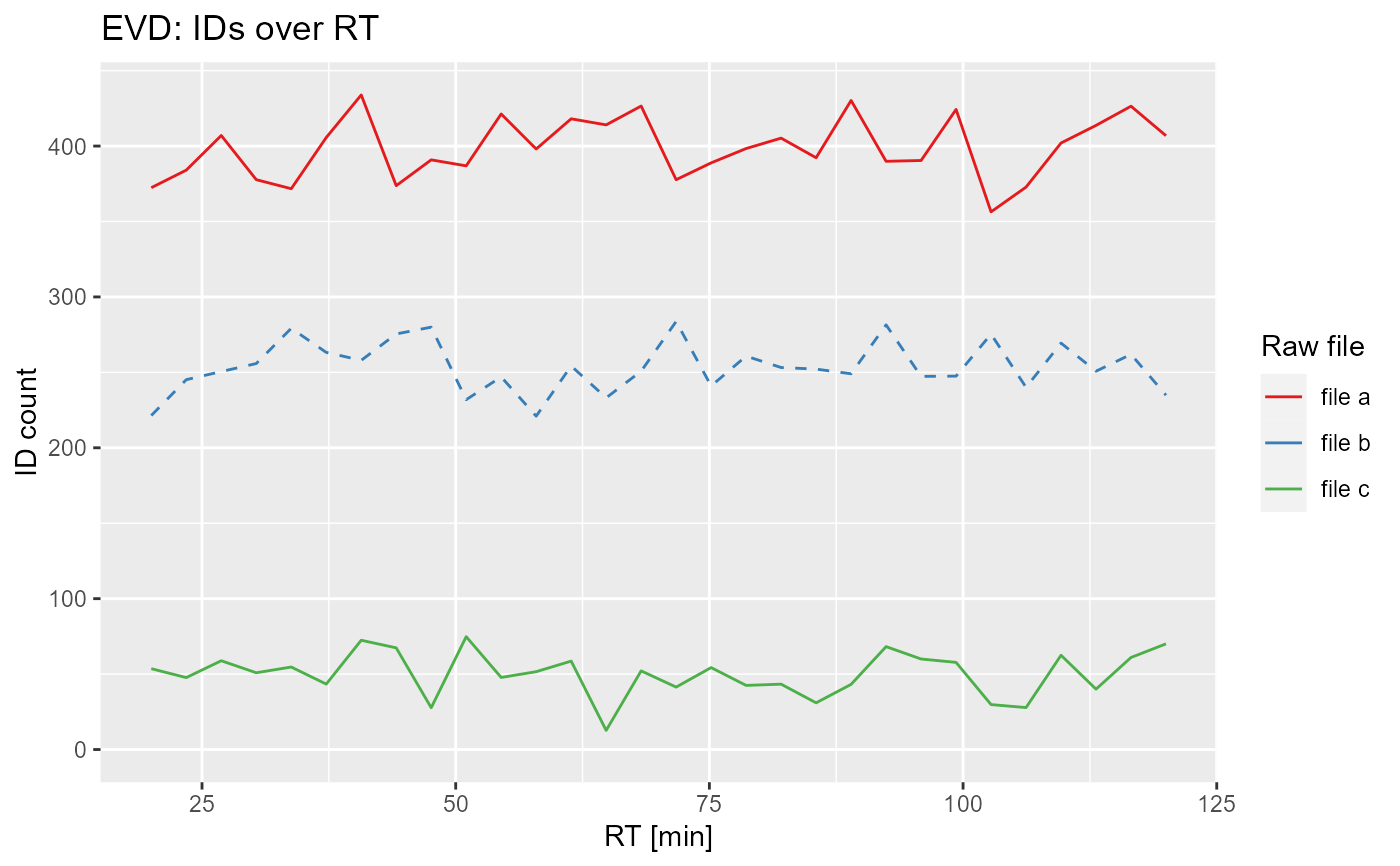 EVD: IDs over RT
400
300
200
100
0
ID count
25 50 75 100 125
RT [min]
Raw file
file a
file b
file c